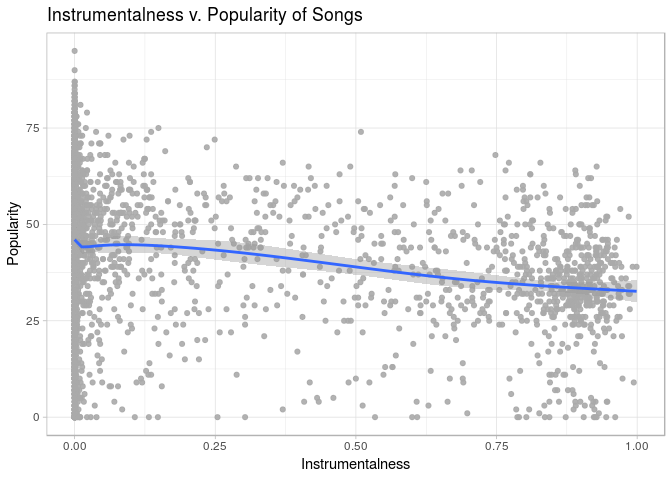 Instrumentalness v. Popularity of Songs
Popularity
75
50
25
0
0.00 0.25 0.50 0.75 1.00
Instrumentalness